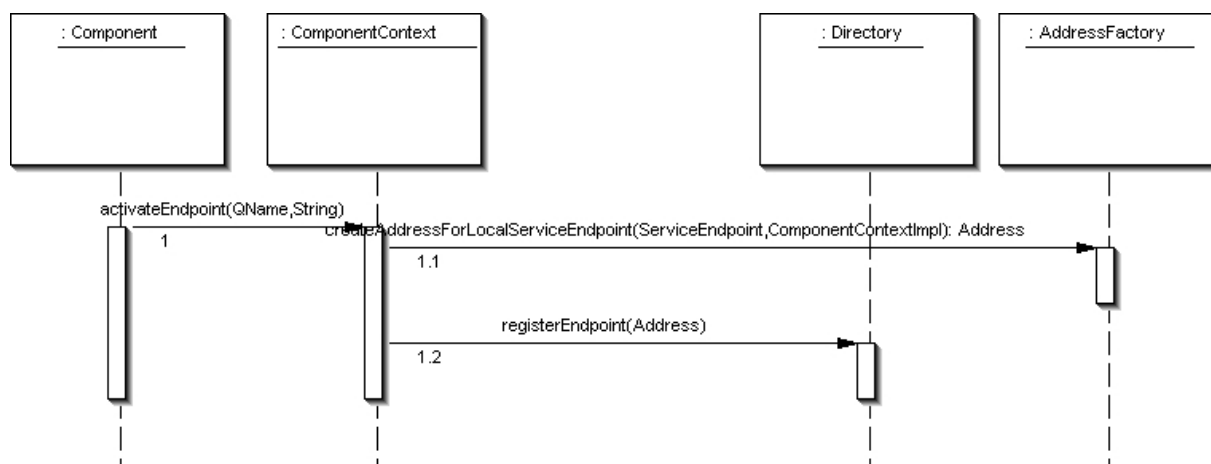 : Component
: ComponentContext
: Directory
: AddressFactory
activateEndpoint(QName,String)
1
createAddressForLocalServiceEndpoint(ServiceEndpoint,ComponentContextImpl): Address
1.1
registerEndpoint(Address)
1.2